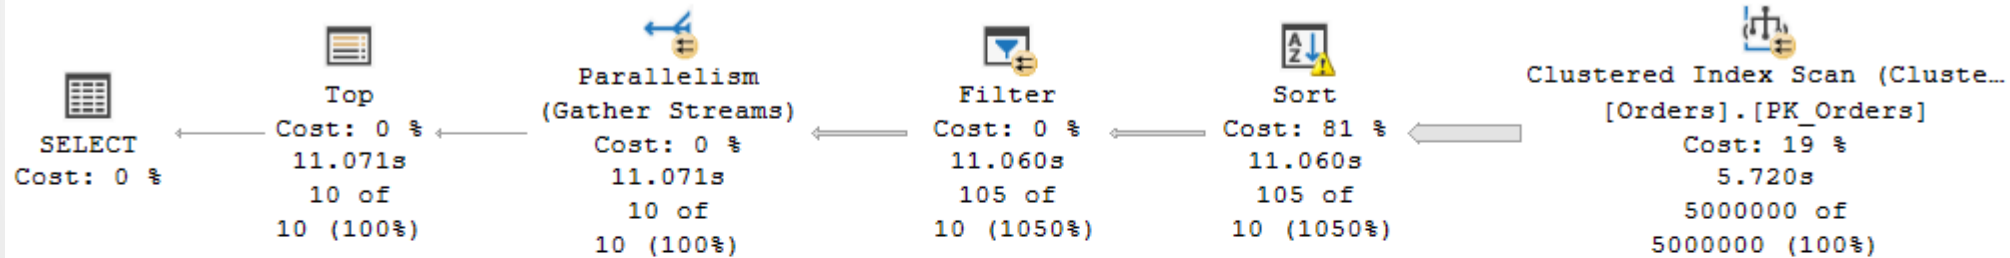 SELECT
Cost: 0 %
Top
Cost: 0 %
11.071s
10 of
10 (100%)
Parallelism
(Gather Streams)
Cost: 0 %
11.071s
10 of
10 (100%)
Filter
Cost: 0 %
11.060s
105 of
10 (1050%)
A
Z
Sort
Cost: 81 %
11.060s
105 of
10 (1050%)
Clustered Index Scan (Cluste…
[Orders].[PK_Orders]
Cost: 19 %
5.720s
5000000 of
5000000 (100%)